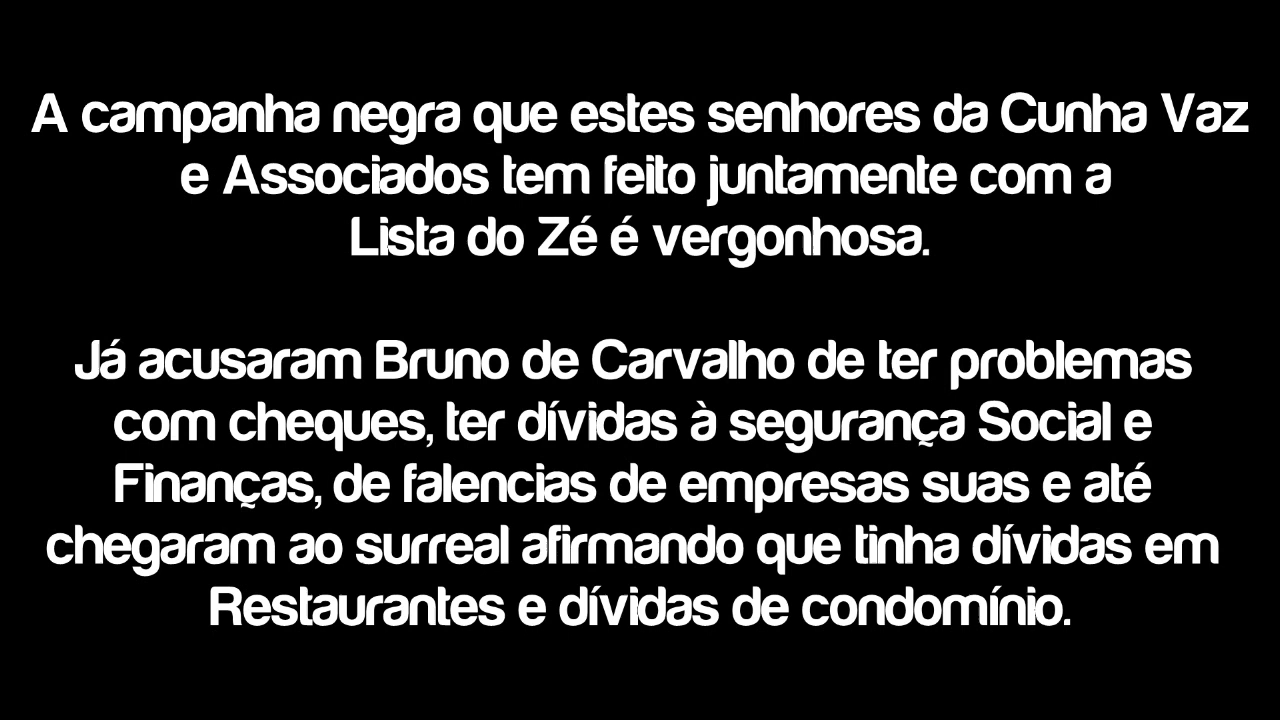 A campanha negra que estes senhores da Cunha Vaz
e Associados tem feito juntamente com a
Lista do Zé é vergonhosa.
Já acusaram Bruno de Carvalho de ter problemas
com cheques, ter dívidas à segurança Social e
Finanças, de falencias de empresas suas e até
chegaram ao surreal afirmando que tinha dívidas em
Restaurantes e dívidas de condomínio.